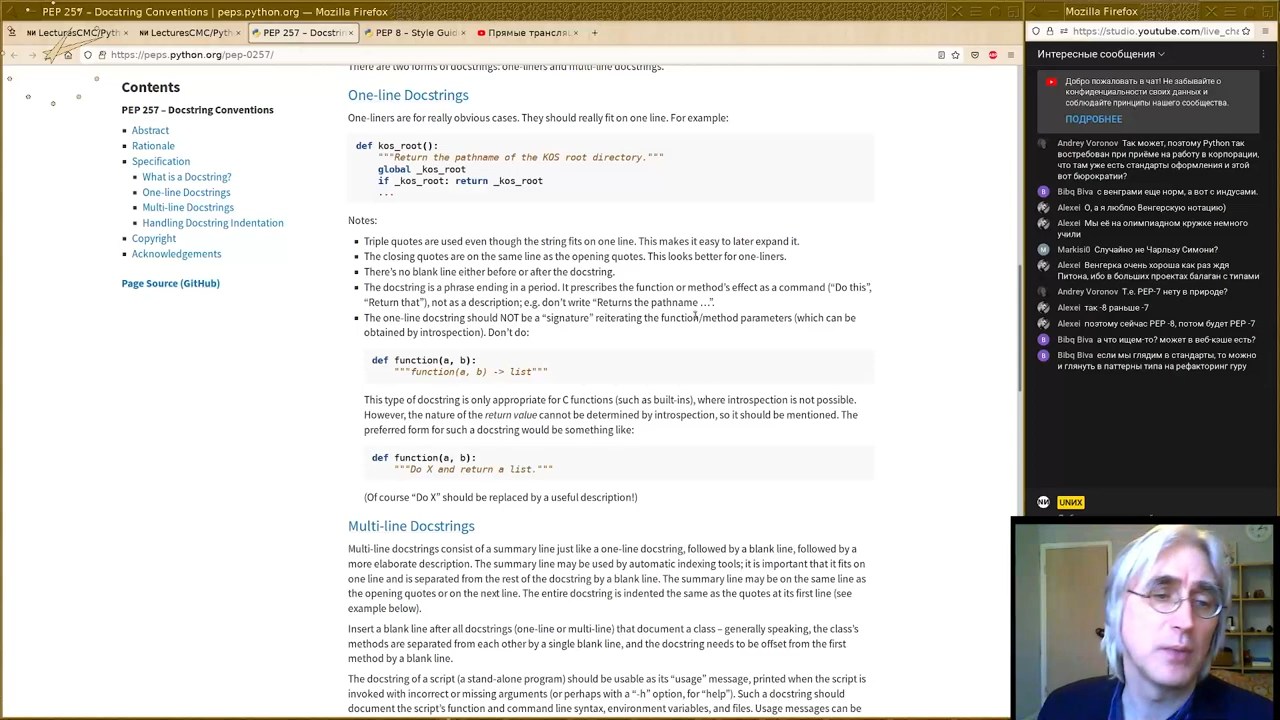 PEP 257 – Docstring Conventions | peps.python.org — Mozilla Firefox
Mozilla Firefox
LecturesCMC/Pyth
LecturesCMC/Pyth
PEP 257 – Docstrin
PEP 8 – Style Guid
Прямые трансляц
https://peps.python.org/pep-0257/
https://studio.youtube.com/live_cha
There are two forms of docstrings: one-liners and multi-line docstrings.
Contents
PEP 257 – Docstring Conventions
Abstract
Rationale
Specification
What is a Docstring?
One-line Docstrings
Multi-line Docstrings
Handling Docstring Indentation
Copyright
Acknowledgements
Page Source (GitHub)
One-line Docstrings
One-liners are for really obvious cases. They should really fit on one line. For example:
def kos_root():
"""Return the pathname of the KOS root directory."""
global _kos_root
if _kos_root: return _kos_root
...
Notes:
Triple quotes are used even though the string fits on one line. This makes it easy to later expand it.
The closing quotes are on the same line as the opening quotes. This looks better for one-liners.
There's no blank line either before or after the docstring.
The docstring is a phrase ending in a period. It prescribes the function or method's effect as a command ("Do this",
"Return that"), not as a description; e.g. don't write "Returns the pathname …".
The one-line docstring should NOT be a "signature" reiterating the function/method parameters (which can be
obtained by introspection). Don't do:
def function(a, b):
"""function(a, b) -> list"""
This type of docstring is only appropriate for C functions (such as built-ins), where introspection is not possible.
However, the nature of the return value cannot be determined by introspection, so it should be mentioned. The
preferred form for such a docstring would be something like:
def function(a, b):
"""Do X and return a list."""
(Of course "Do X" should be replaced by a useful description!)
Multi-line Docstrings
Multi-line docstrings consist of a summary line just like a one-line docstring, followed by a blank line, followed by a
more elaborate description. The summary line may be used by automatic indexing tools; it is important that it fits on
one line and is separated from the rest of the docstring by a blank line. The summary line may be on the same line as
the opening quotes or on the next line. The entire docstring is indented the same as the quotes at its first line (see
example below).
Insert a blank line after all docstrings (one-line or multi-line) that document a class – generally speaking, the class's
methods are separated from each other by a single blank line, and the docstring needs to be offset from the first
method by a blank line.
The docstring of a script (a stand-alone program) should be usable as its "usage" message, printed when the script is
invoked with incorrect or missing arguments (or perhaps with a "-h" option, for "help"). Such a docstring should
document the script's function and command line syntax, environment variables, and files. Usage messages can be
Интересные сообщения
Добро пожаловать в чат! Не забывайте о
конфиденциальности своих данных и
соблюдайте принципы нашего сообщества.
ПОДРОБНЕЕ
Andrey Voronov Так может, поэтому Python так
востребован при приёме на работу в корпорации,
что там уже есть стандарты оформления и этот
вот бюрократии?
Bibq Biva с венграми еще норм, а вот с индусами.
Alexei О, а я люблю Венгерскую нотацию)
Alexei Мы её на олимпиадном кружке немного
учили
Markisi0 Случайно не Чарльзу Симони?
Alexei Венгерка очень хороша как раз ждя
Питона, ибо в больших проектах балаган с типами
Andrey Voronov Т.е. PEP-7 нету в природе?
Alexei так -8 раньше -7
Alexei поэтому сейчас PEP -8, потом будет PEP -7
Bibq Biva а что ищем-то? может в веб-кэше есть?
Bibq Biva если мы глядим в стандарты, то можно
и глянуть в паттерны типа на рефакторинг гуру
UNИX